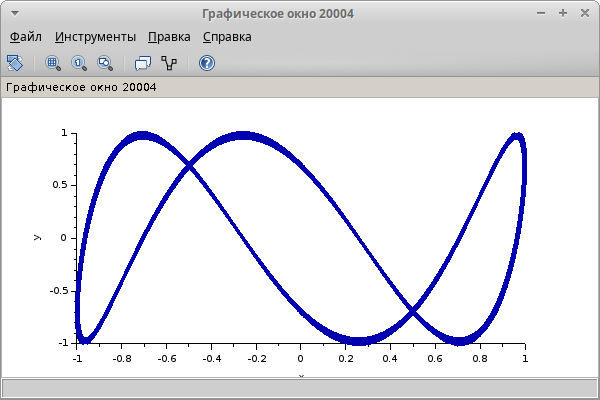 Графическое окно 20004
Файл Инструменты Правка Справка
Графическое окно 20004
1
0.5
0
-0.5
-1
y
-1 -0.8 -0.6 -0.4 -0.2 0 0.2 0.4 0.6 0.8 1